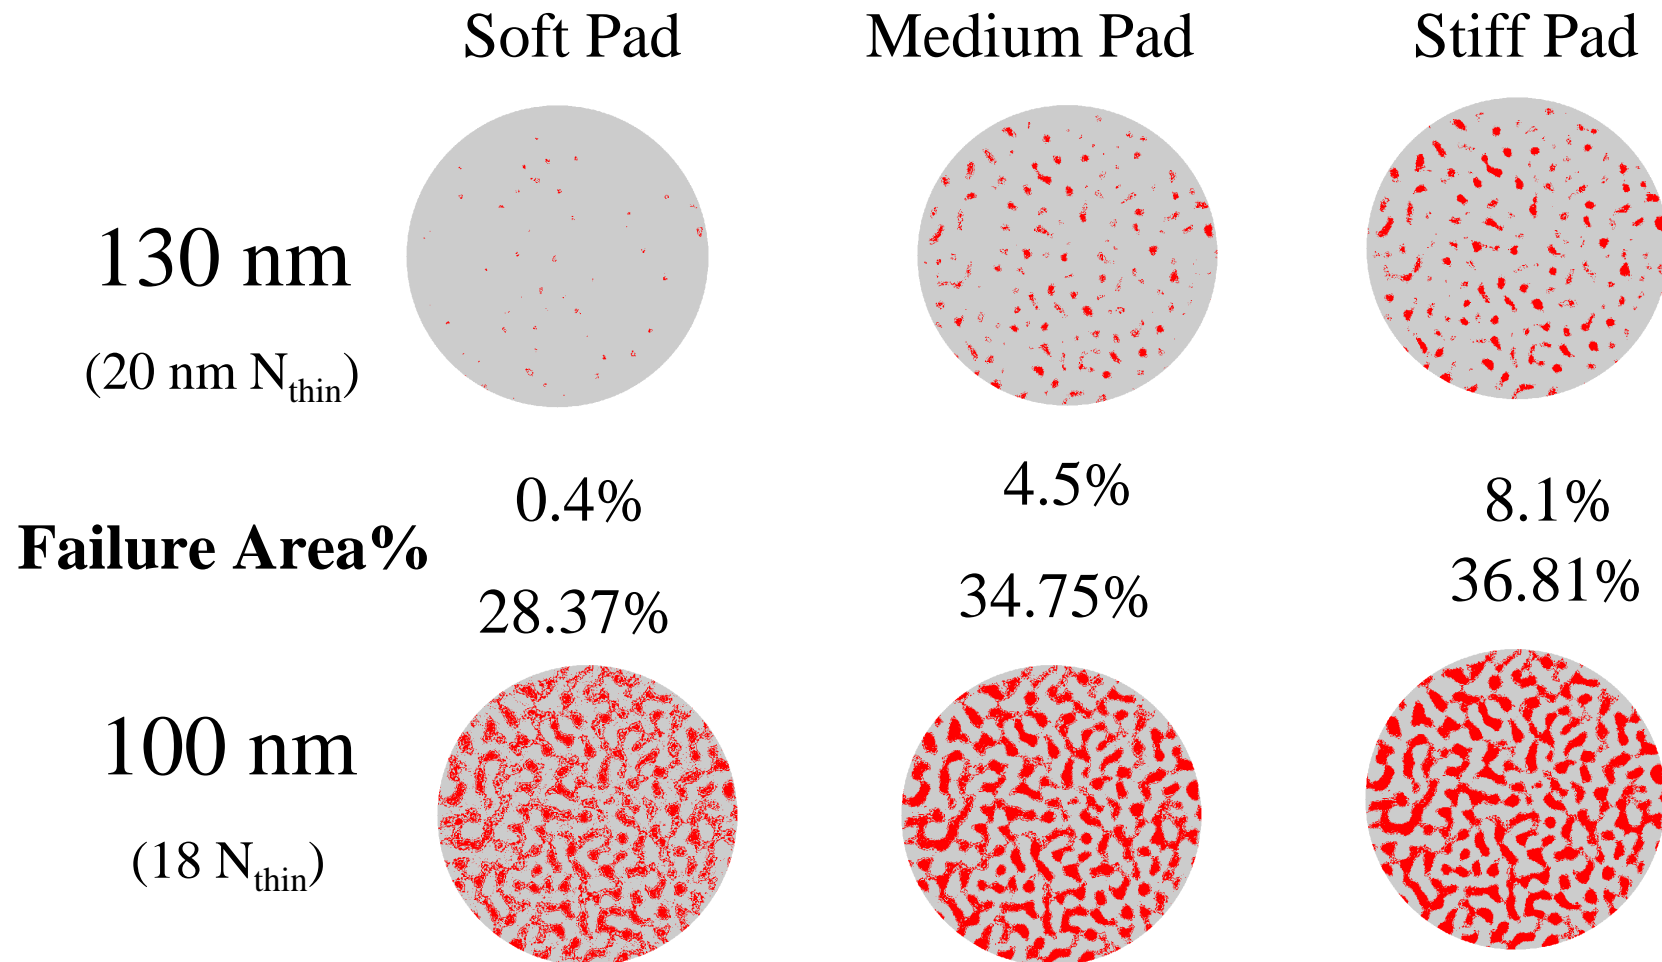 Soft Pad Medium Pad Stiff Pad
130 nm
(20 nm Nthin)
0.4% 4.5% 8.1%
Failure Area%
28.37% 34.75% 36.81%
100 nm
(18 Nthin)